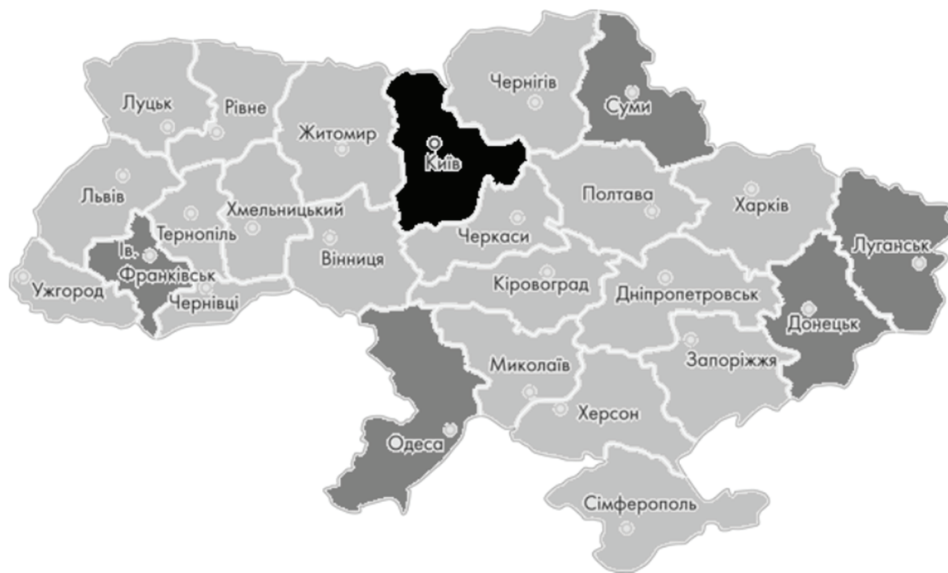 Чернігів
Луцьк
Рівне
Суми
Житомир
Київ
Львів
Полтава
Харків
Хмельницький
Тернопіль
Черкаси
Луганськ
Ів.
Франківськ
Вінниця
Ужгород
Чернівці
Кіровоград
Дніпропетровськ
Донецьк
Миколаїв
Запоріжжя
Херсон
Одеса
Сімферополь